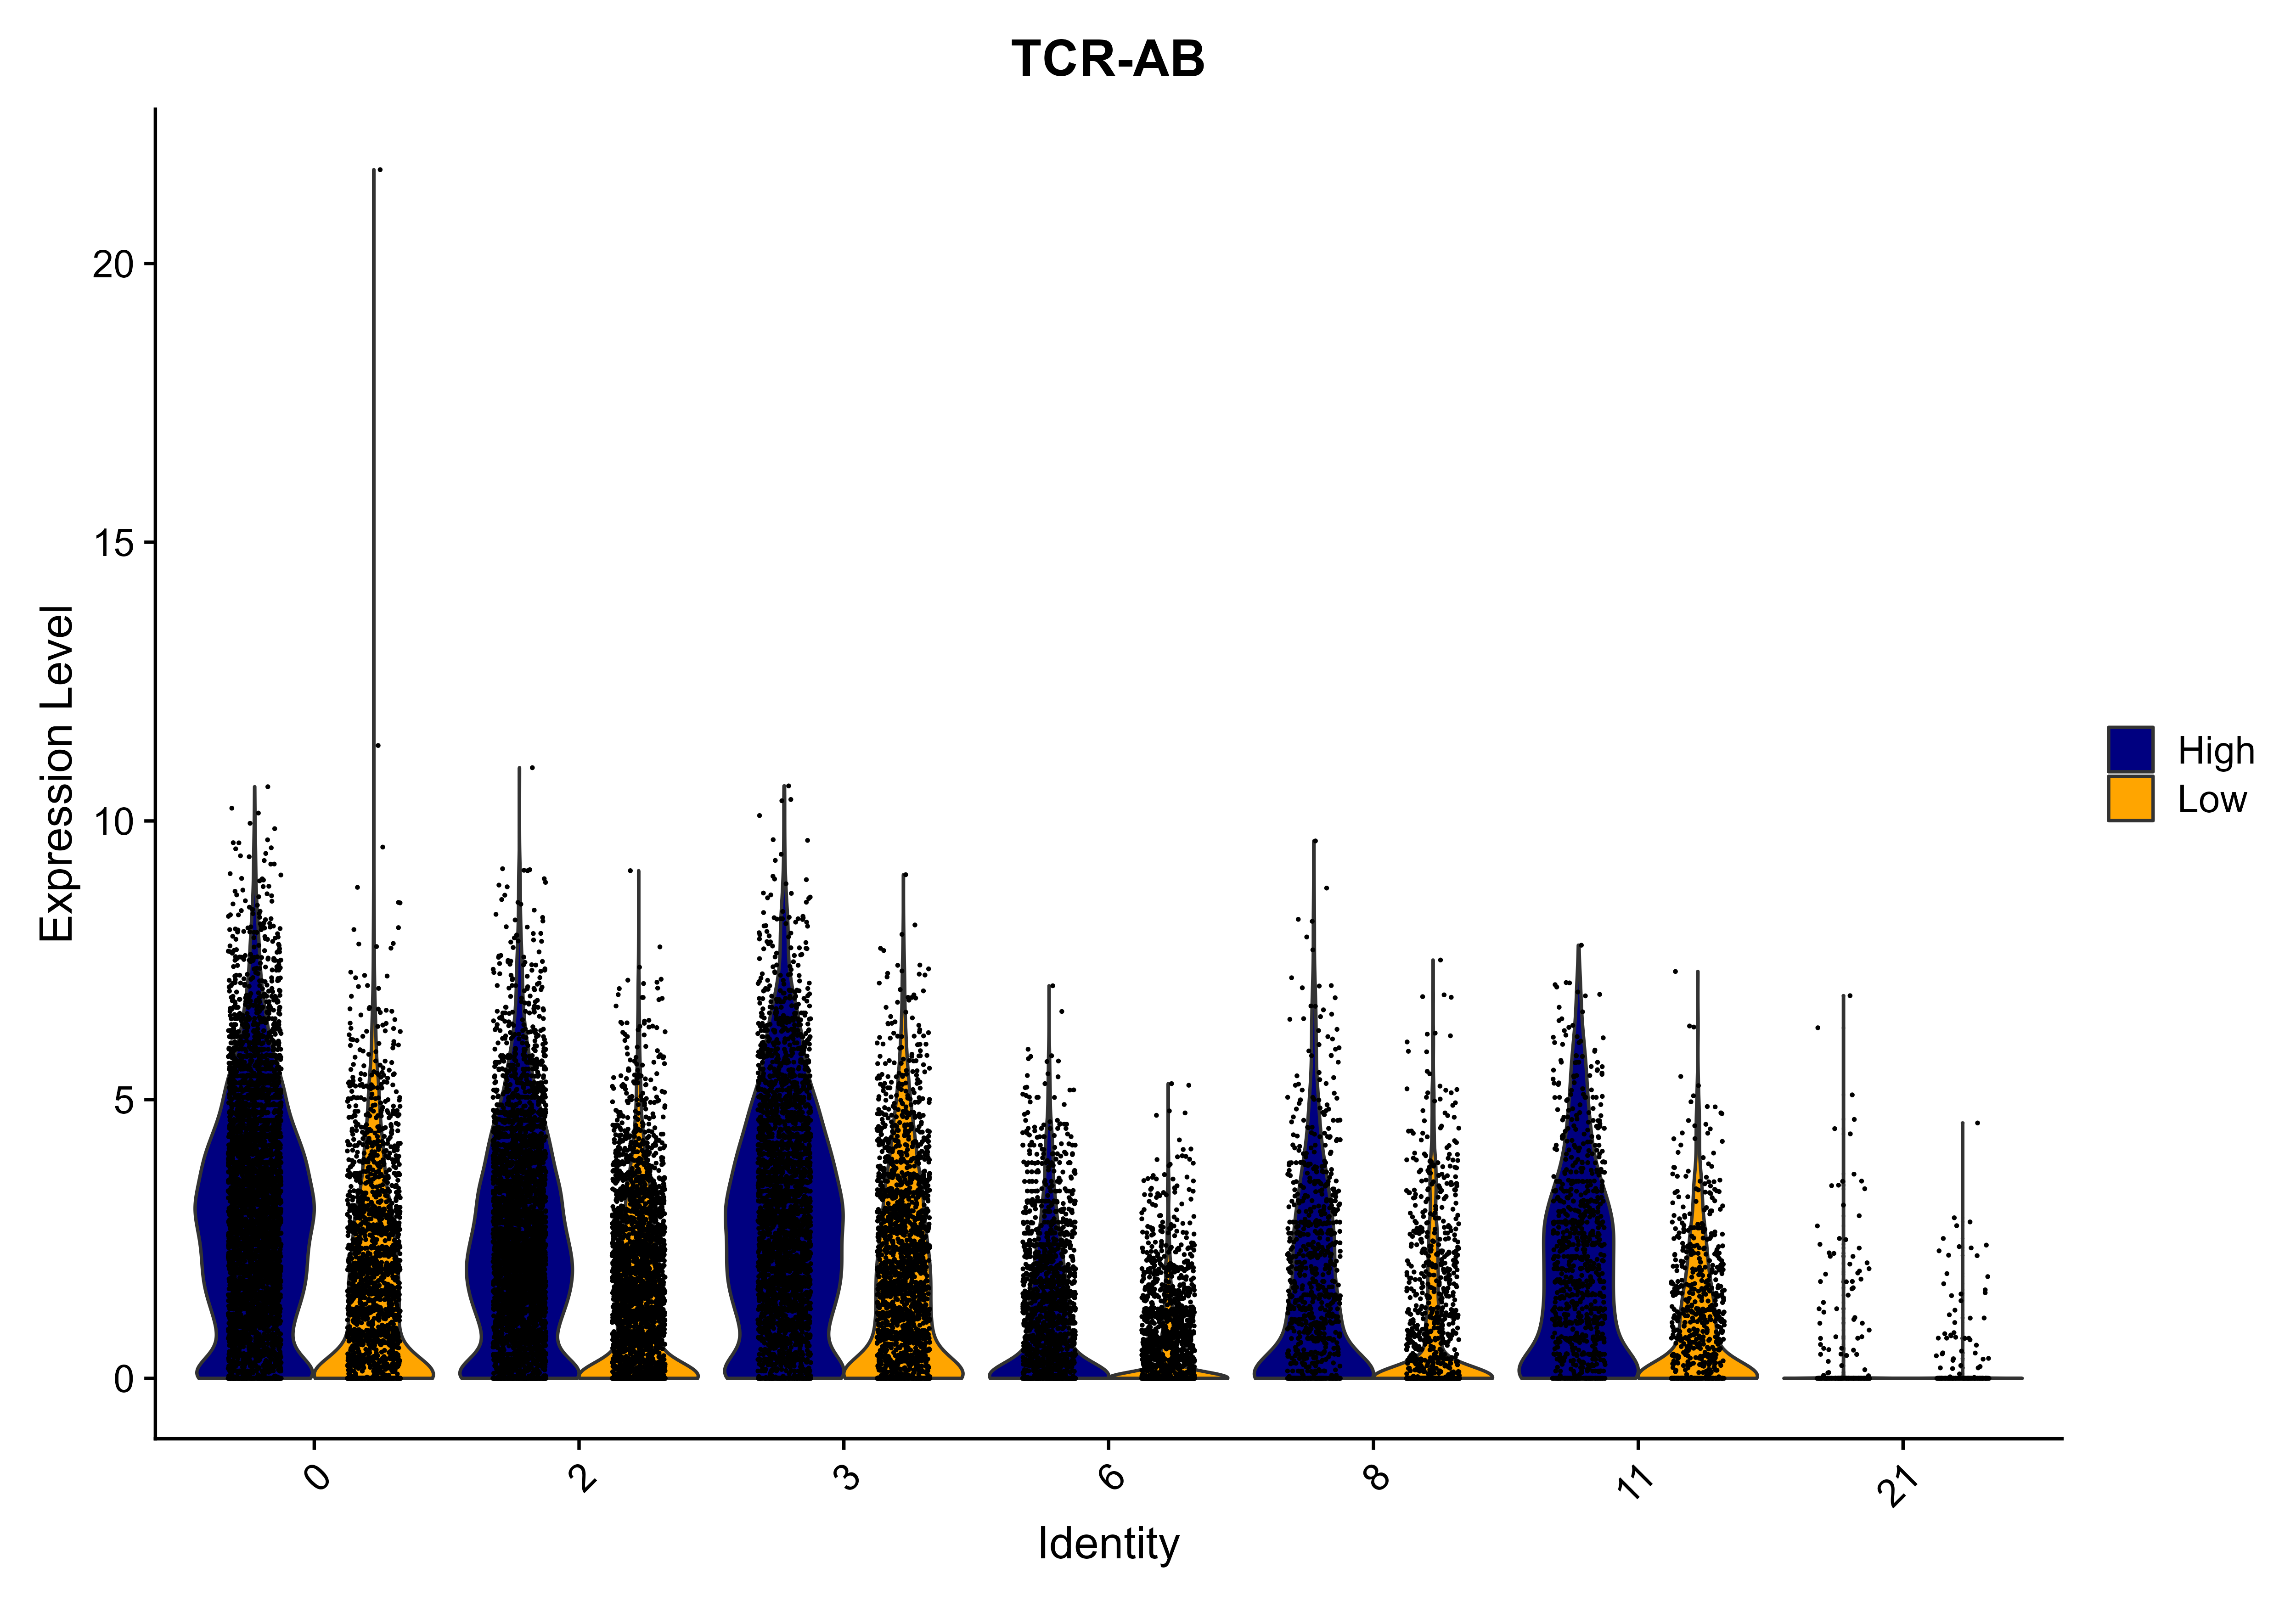 TCR-AB
Expression Level
20
15
10
5
0
High
Low
0 2 3 6 8 11 21
Identity